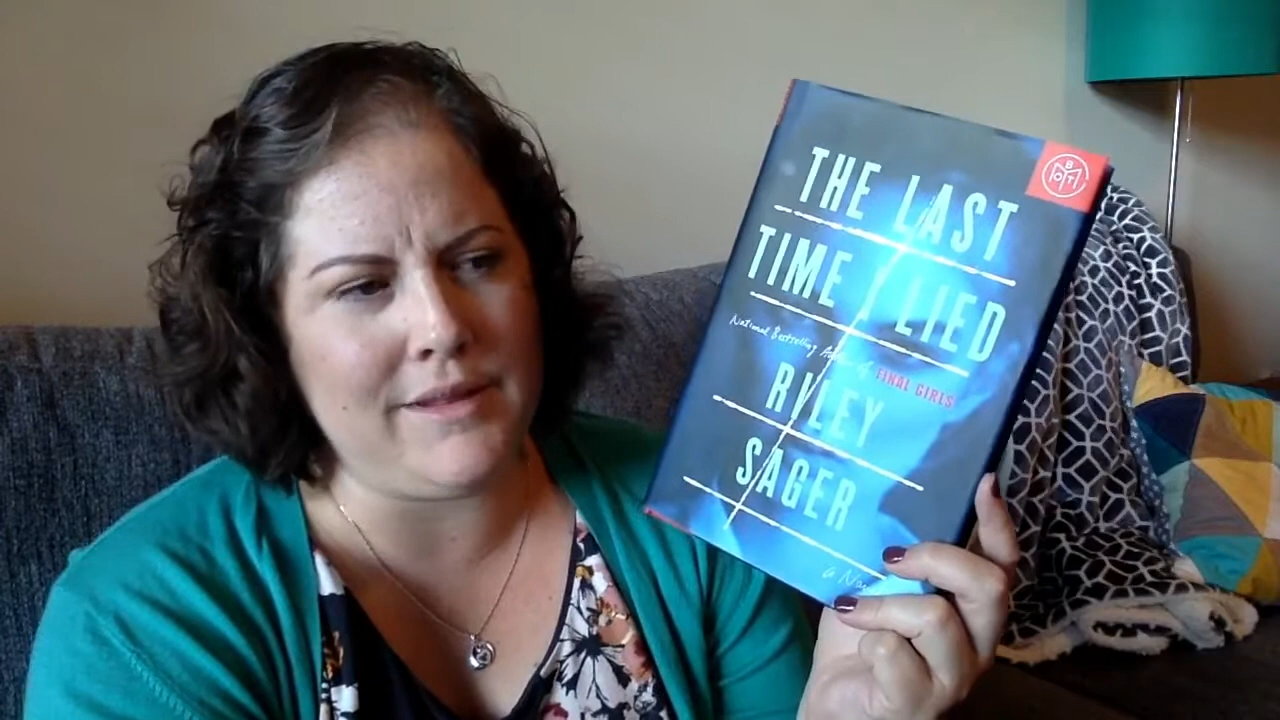 BOTM
THE LAST
TIME I LIED
National Bestselling Author of FINAL GIRLS
RILEY
SAGER
a Novel